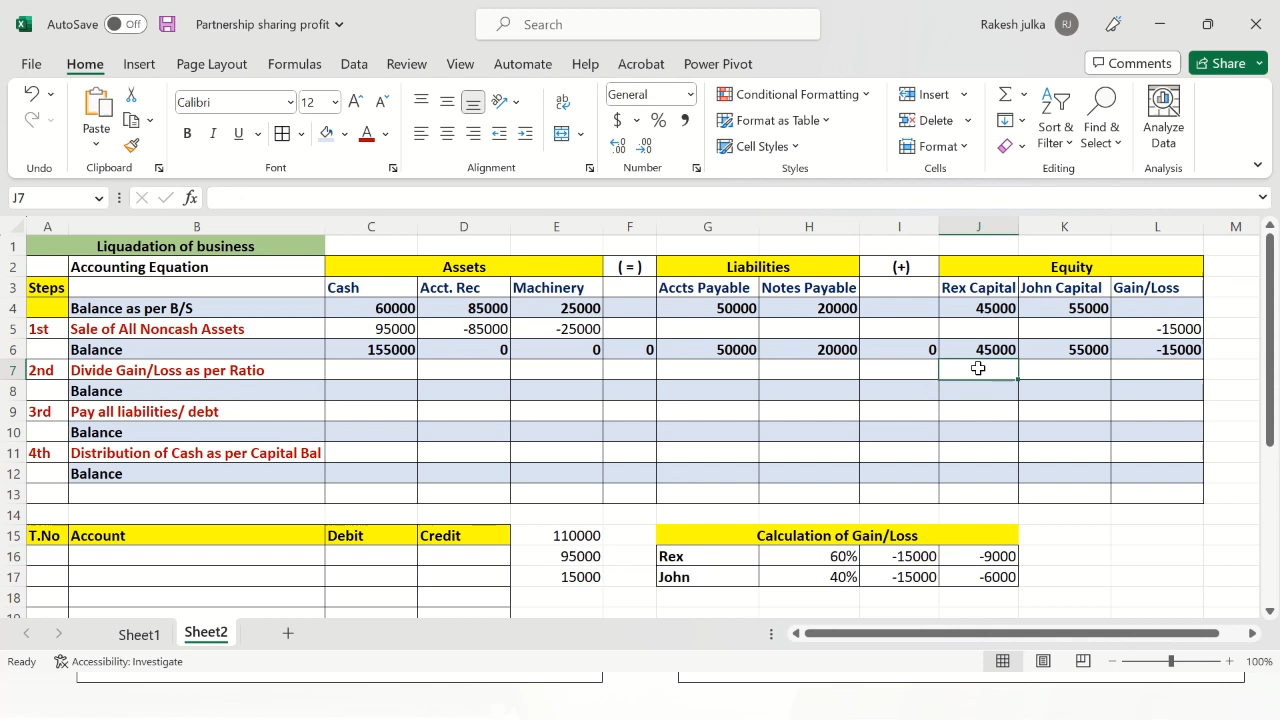 AutoSave Off Partnership sharing profit Search Rakesh julka RJ
File Home Insert Page Layout Formulas Data Review View Automate Help Acrobat Power Pivot Comments Share
Calibri 12 General Conditional Formatting Insert
Paste Format as Table Delete Sort & Find & Analyze
B I U A $ % Cell Styles Format Filter Select Data
Undo Clipboard Font Alignment Number Styles Cells Editing Analysis
J7 fx
A B C D E F G H I J K L M
1 Liquadation of business
2 Accounting Equation Assets ( = ) Liabilities (+) Equity
3 Steps Cash Acct. Rec Machinery Accts Payable Notes Payable Rex Capital John Capital Gain/Loss
4 Balance as per B/S 60000 85000 25000 50000 20000 45000 55000
5 1st Sale of All Noncash Assets 95000 -85000 -25000 -15000
6 Balance 155000 0 0 0 50000 20000 0 45000 55000 -15000
7 2nd Divide Gain/Loss as per Ratio
8 Balance
9 3rd Pay all liabilities/ debt
10 Balance
11 4th Distribution of Cash as per Capital Bal
12 Balance
13
14
15 T.No Account Debit Credit 110000 Calculation of Gain/Loss
16 95000 Rex 60% -15000 -9000
17 15000 John 40% -15000 -6000
18
Sheet1 Sheet2
Ready Accessibility: Investigate 100%